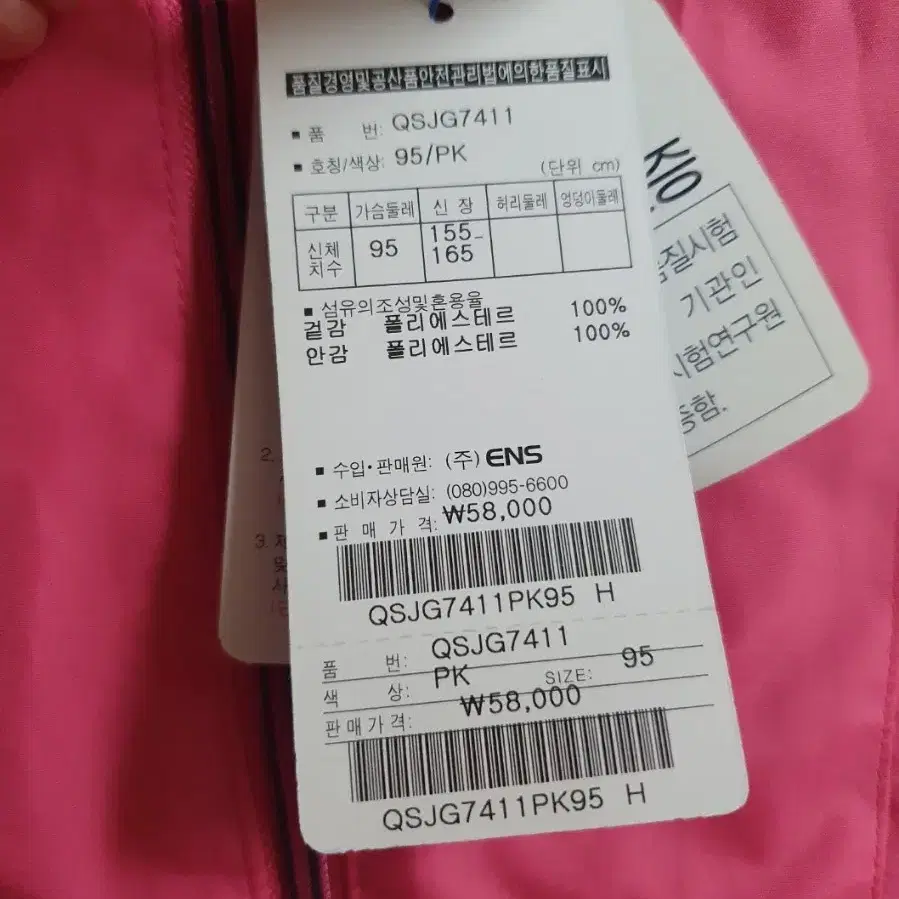 품질경영및공산품안전관리법에의한품질표시
▪ 품 번: QSJG7411
▪ 호칭/색상: 95/PK
(단위 cm)
구분 가슴둘레 신 장 허리둘레 엉덩이둘레
신체 치수 95 155-165
▪ 섬유의조성및혼용율
겉감 폴리에스테르 100%
안감 폴리에스테르 100%
▪ 수입•판매원: (주) ENS
▪ 소비자상담실: (080)995-6600
▪ 판 매 가 격: ₩58,000
QSJG7411PK95 H
품 번: QSJG7411
색 상: PK SIZE: 95
판매가격: ₩58,000
QSJG7411PK95 H
질시험
기관인
시험연구원
함.
2.
3.